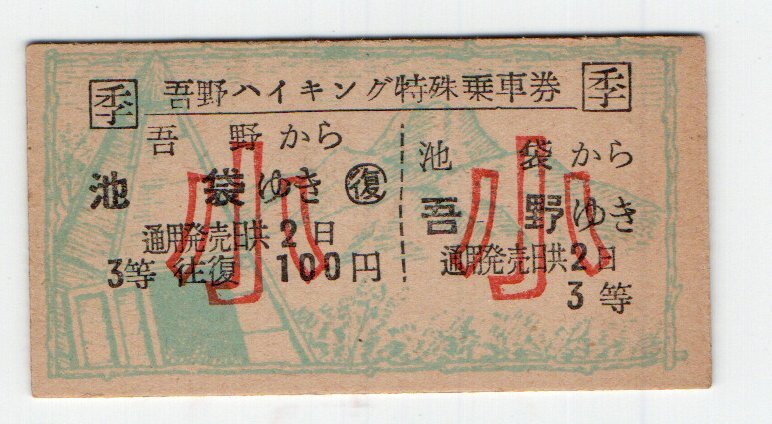 季 吾野ハイキング特殊乗車券 季
吾野から
池袋ゆき 復
通用発売日共2日
3等 往復 100円
小
池袋から
吾野ゆき
通用発売日共2日
3等
小